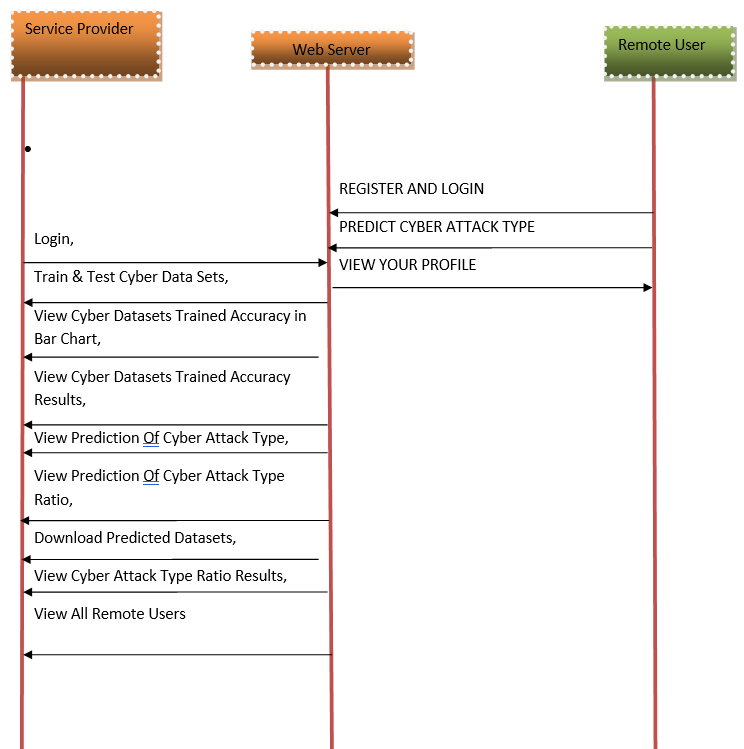 Service Provider
Web Server
Remote User
REGISTER AND LOGIN
PREDICT CYBER ATTACK TYPE
VIEW YOUR PROFILE
Login,
Train & Test Cyber Data Sets,
View Cyber Datasets Trained Accuracy in
Bar Chart,
View Cyber Datasets Trained Accuracy
Results,
View Prediction Of Cyber Attack Type,
View Prediction Of Cyber Attack Type
Ratio,
Download Predicted Datasets,
View Cyber Attack Type Ratio Results,
View All Remote Users